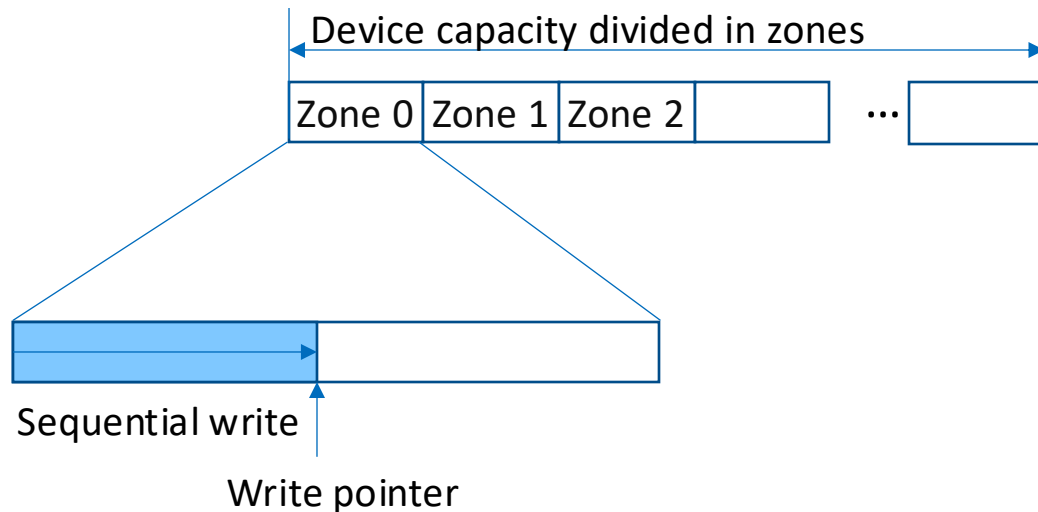 Device capacity divided in zones
Zone 0 Zone 1 Zone 2 ...
Sequential write
Write pointer